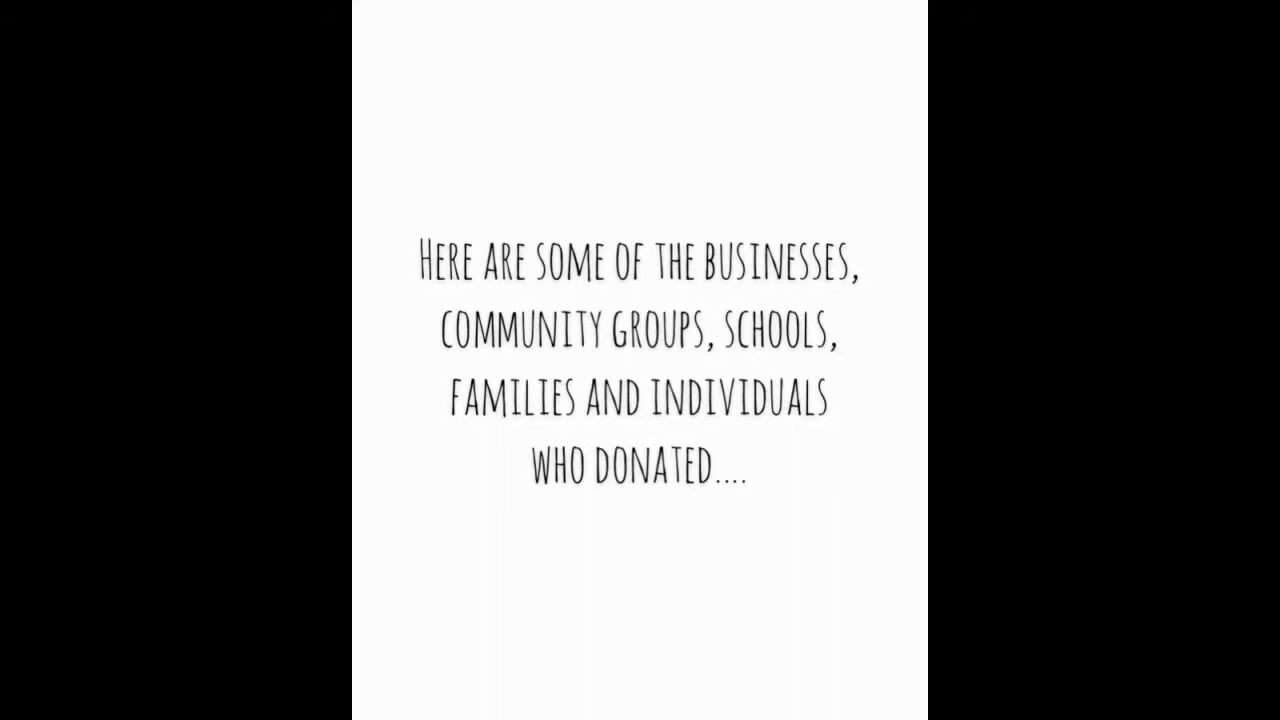 Here are some of the businesses,
community groups, schools,
families and individuals
who donated....